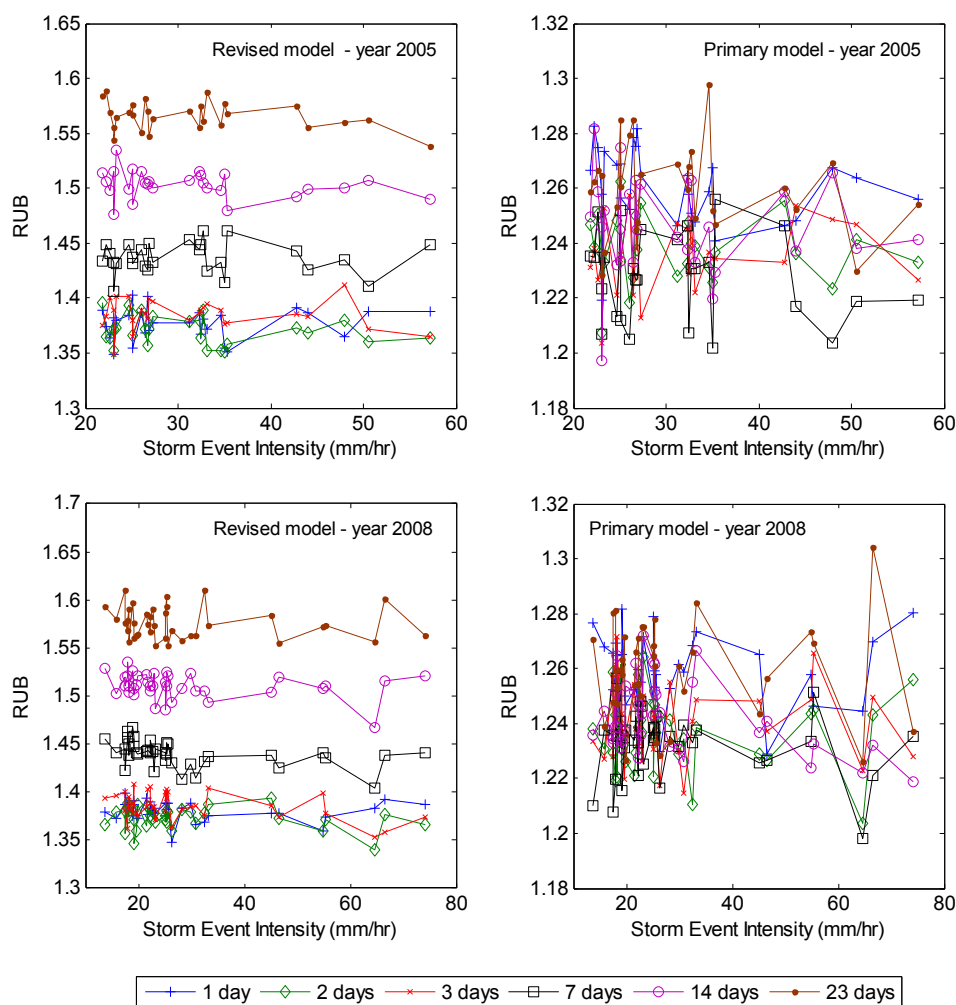 Revised model - year 2005
1.65
1.6
1.55
1.5
1.45
1.4
1.35
1.3
RUB
20 30 40 50 60
Storm Event Intensity (mm/hr)
Primary model - year 2005
1.32
1.3
1.28
1.26
1.24
1.22
1.2
1.18
RUB
20 30 40 50 60
Storm Event Intensity (mm/hr)
Revised model - year 2008
1.7
1.65
1.6
1.55
1.5
1.45
1.4
1.35
1.3
RUB
20 40 60 80
Storm Event Intensity (mm/hr)
Primary model - year 2008
1.32
1.3
1.28
1.26
1.24
1.22
1.2
1.18
RUB
20 40 60 80
Storm Event Intensity (mm/hr)
1 day 2 days 3 days 7 days 14 days 23 days